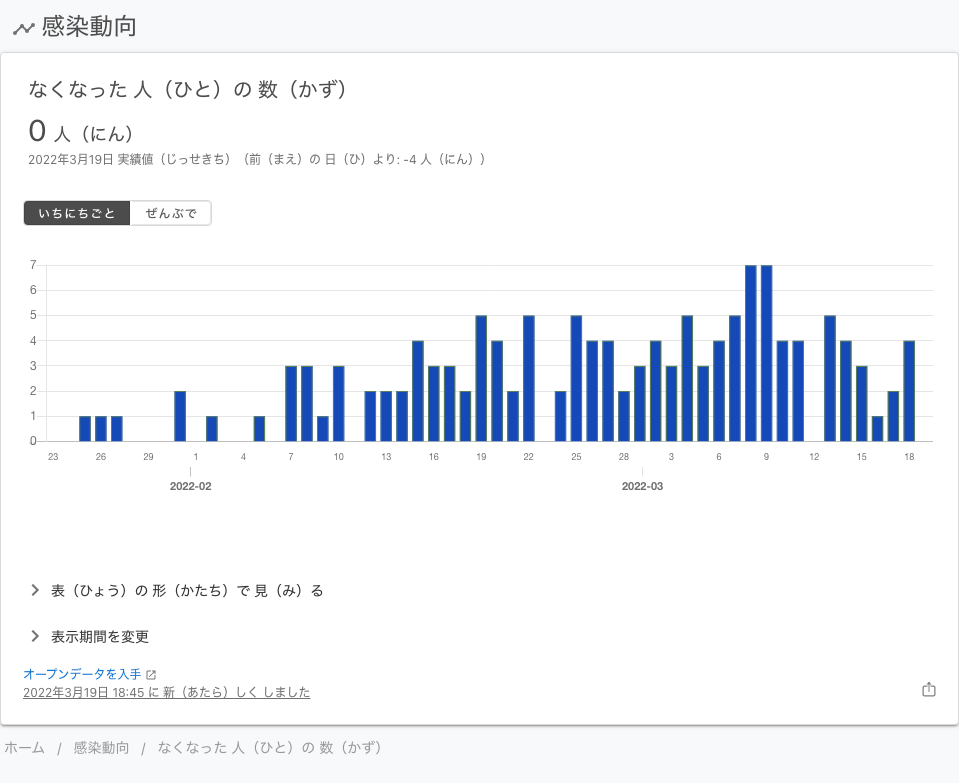 感染動向
なくなった 人（ひと）の 数（かず）
0 人（にん）
2022年3月19日 実績値（じっせきち）（前（まえ）の 日（ひ）より: -4 人（にん））
いちにちごと ぜんぶで
7
6
5
4
3
2
1
0
23 26 29 1 4 7 10 13 16 19 22 25 28 3 6 9 12 15 18
2022-02 2022-03
表（ひょう）の 形（かたち）で 見（み）る
表示期間を変更
オープンデータを入手
2022年3月19日 18:45 に 新（あたら）しく しました
ホーム / 感染動向 / なくなった 人（ひと）の 数（かず）